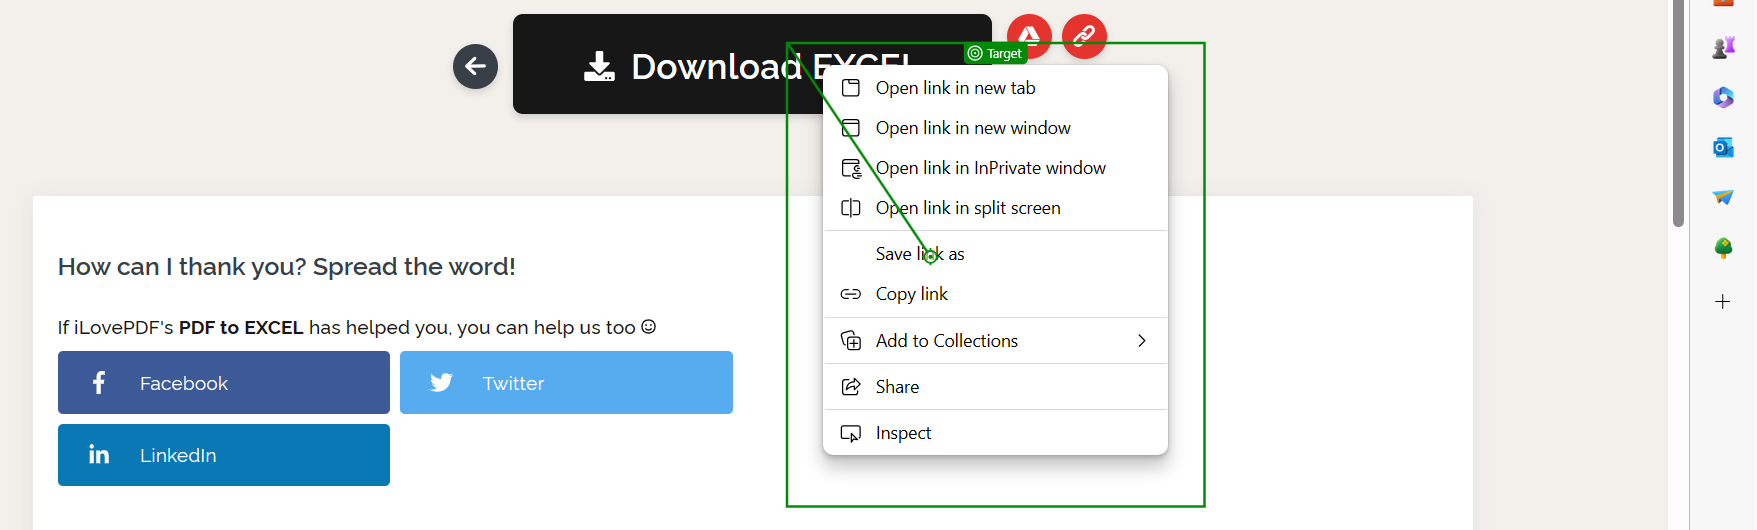 Download EXCEL
Target
Open link in new tab
Open link in new window
Open link in InPrivate window
Open link in split screen
Save link as
Copy link
Add to Collections
Share
Inspect
How can I thank you? Spread the word!
If iLovePDF's PDF to EXCEL has helped you, you can help us too
Facebook
Twitter
LinkedIn